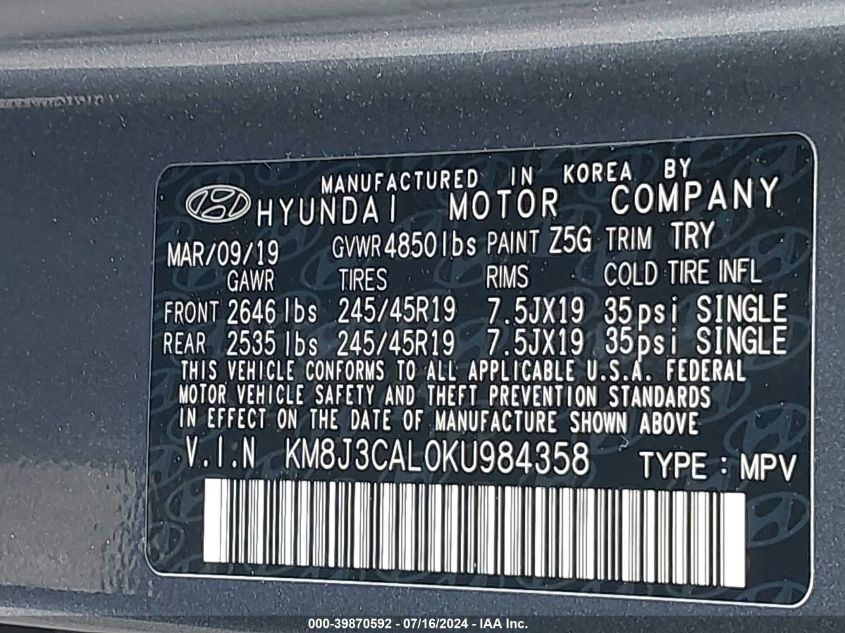 MANUFACTURED IN KOREA BY
HYUNDAI MOTOR COMPANY
MAR/09/19 GVWR 4850 lbs PAINT Z5G TRIM TRY
GAWR TIRES RIMS COLD TIRE INFL
FRONT 2646 lbs 245/45R19 7.5JX19 35psi SINGLE
REAR 2535 lbs 245/45R19 7.5JX19 35psi SINGLE
THIS VEHICLE CONFORMS TO ALL APPLICABLE U.S.A. FEDERAL
MOTOR VEHICLE SAFETY AND THEFT PREVENTION STANDARDS
IN EFFECT ON THE DATE OF MANUFACTURE SHOWN ABOVE
V.I.N KM8J3CAL0KU984358 TYPE : MPV
000-39870592 - 07/16/2024 - IAA Inc.